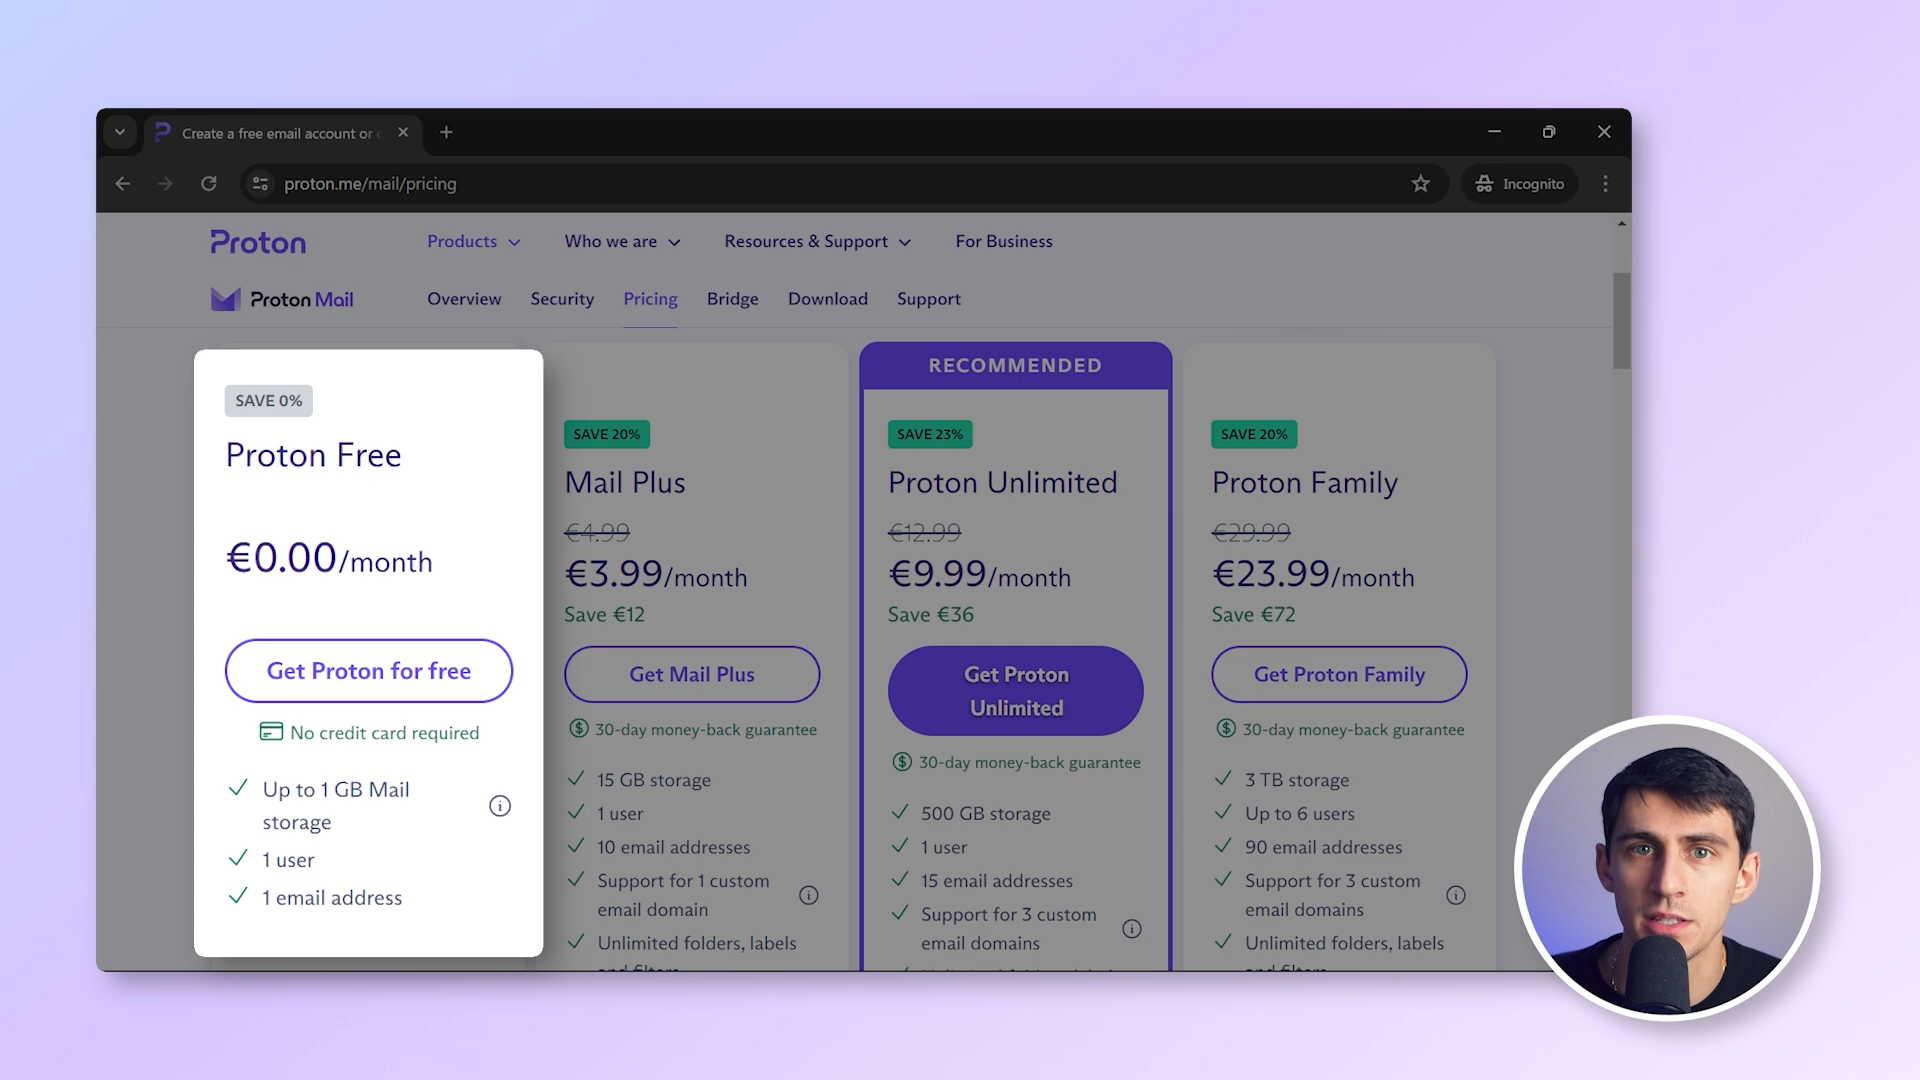 Create a free email account or
proton.me/mail/pricing
Incognito
Proton
Products
Who we are
Resources & Support
For Business
Proton Mail
Overview
Security
Pricing
Bridge
Download
Support
SAVE 0%
Proton Free
€0.00/month
Get Proton for free
No credit card required
Up to 1 GB Mail
storage
1 user
1 email address
SAVE 20%
Mail Plus
€4.99
€3.99/month
Save €12
Get Mail Plus
30-day money-back guarantee
15 GB storage
1 user
10 email addresses
Support for 1 custom
email domain
Unlimited folders, labels
and filters
RECOMMENDED
SAVE 23%
Proton Unlimited
€12.99
€9.99/month
Save €36
Get Proton
Unlimited
30-day money-back guarantee
500 GB storage
1 user
15 email addresses
Support for 3 custom
email domains
SAVE 20%
Proton Family
€29.99
€23.99/month
Save €72
Get Proton Family
30-day money-back guarantee
3 TB storage
Up to 6 users
90 email addresses
Support for 3 custom
email domains
Unlimited folders, labels
and filters